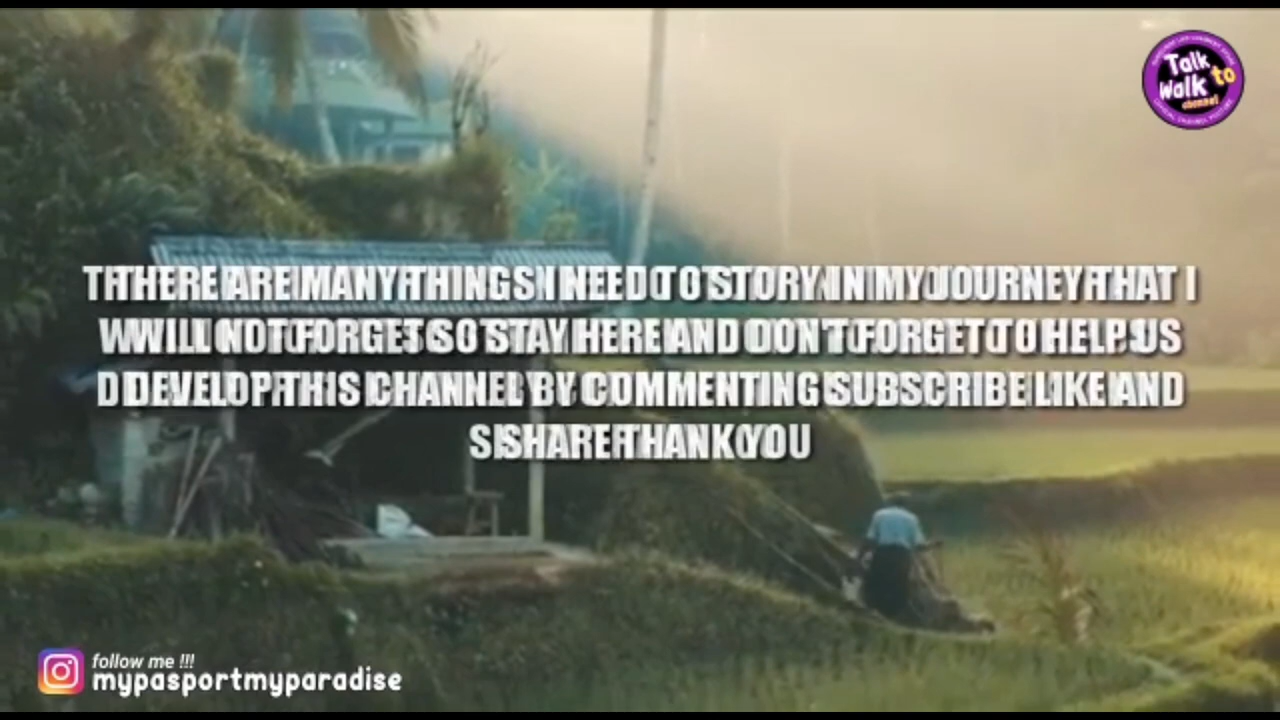 Talk
to
Walk
channel
THERE ARE MANY THINGS I NEED TO STORY IN MY JOURNEY THAT I
WILL NOT FORGET SO STAY HERE AND DON'T FORGET TO HELP US
DEVELOP THIS CHANNEL BY COMMENTING SUBSCRIBE LIKE AND
SHARE THANK YOU
follow me !!!
mypasportmyparadise